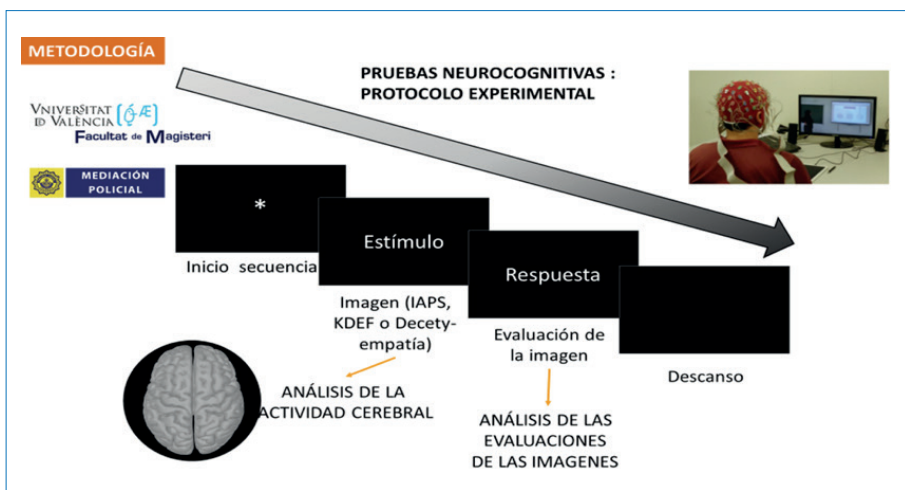 METODOLOGÍA
PRUEBAS NEUROCOGNITIVAS :
PROTOCOLO EXPERIMENTAL
VNIVERSITAT
ID VALÈNCIA
Facultat de Magisteri
MEDIACIÓN
POLICIAL
*
Inicio secuencia
Estímulo
Imagen (IAPS,
KDEF o Decety-
empatía)
ANÁLISIS DE LA
ACTIVIDAD CEREBRAL
Respuesta
Evaluación de
la imagen
ANÁLISIS DE LAS
EVALUACIONES
DE LAS IMAGENES
Descanso